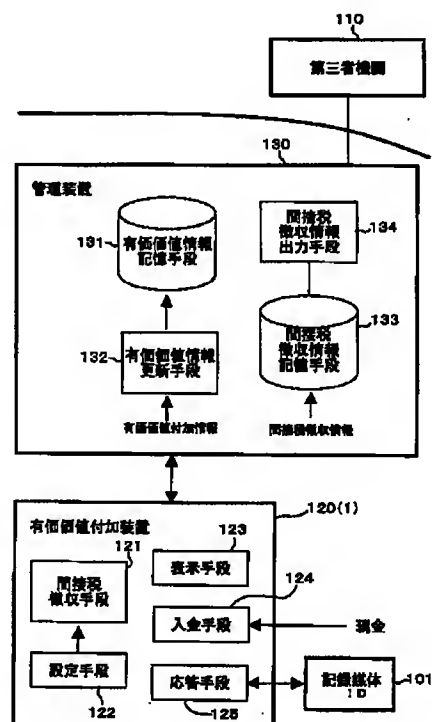 110
第三省機関
130
管理装置
131
有価価値情報
記憶手段
間接税
徴収情報
出力手段
134
132
有価価値情報
更新手段
間接税
徴収情報
記憶手段
133
有価価値付加情報
間接税徴収情報
120(1)
有価価値付加装置
121
123
間接税
徴収手段
表示手段
124
入金手段
現金
設定手段
122
応答手段
125
記録媒体
ID
101